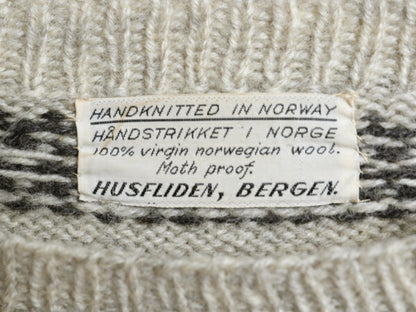 HANDKNITTED IN NORWAY
HÅNDSTRIKKET I NORGE
100% virgin norwegian wool.
Moth proof.
HUSFLIDEN, BERGEN.